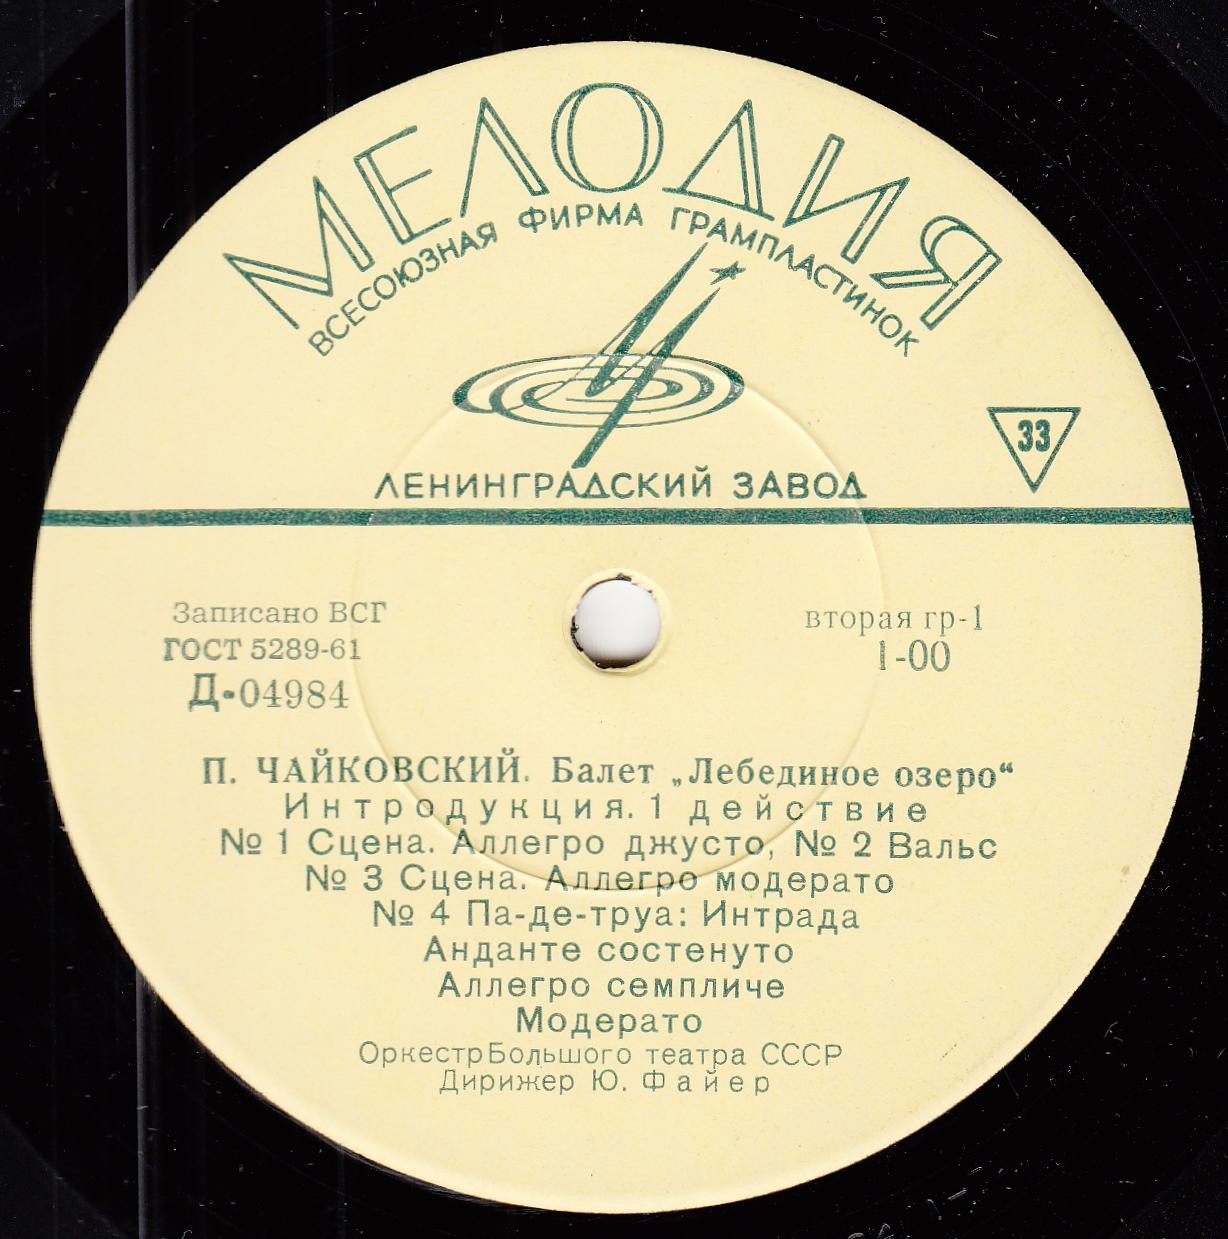 МЕЛОДИЯ
ВСЕСОЮЗНАЯ ФИРМА ГРАМПЛАСТИНОК
33
ЛЕНИНГРАДСКИЙ ЗАВОД
Записано ВСГ
вторая гр-1
ГОСТ 5289-61
1-00
Д-04984
П. ЧАЙКОВСКИЙ. Балет „Лебединое озеро“
Интродукция. 1 действие
№ 1 Сцена. Аллегро джусто, № 2 Вальс
№ 3 Сцена. Аллегро модерато
№ 4 Па-де-труа: Интрада
Анданте состенуто
Аллегро семпличе
Модерато
Оркестр Большого театра СССР
Дирижер Ю. Файер